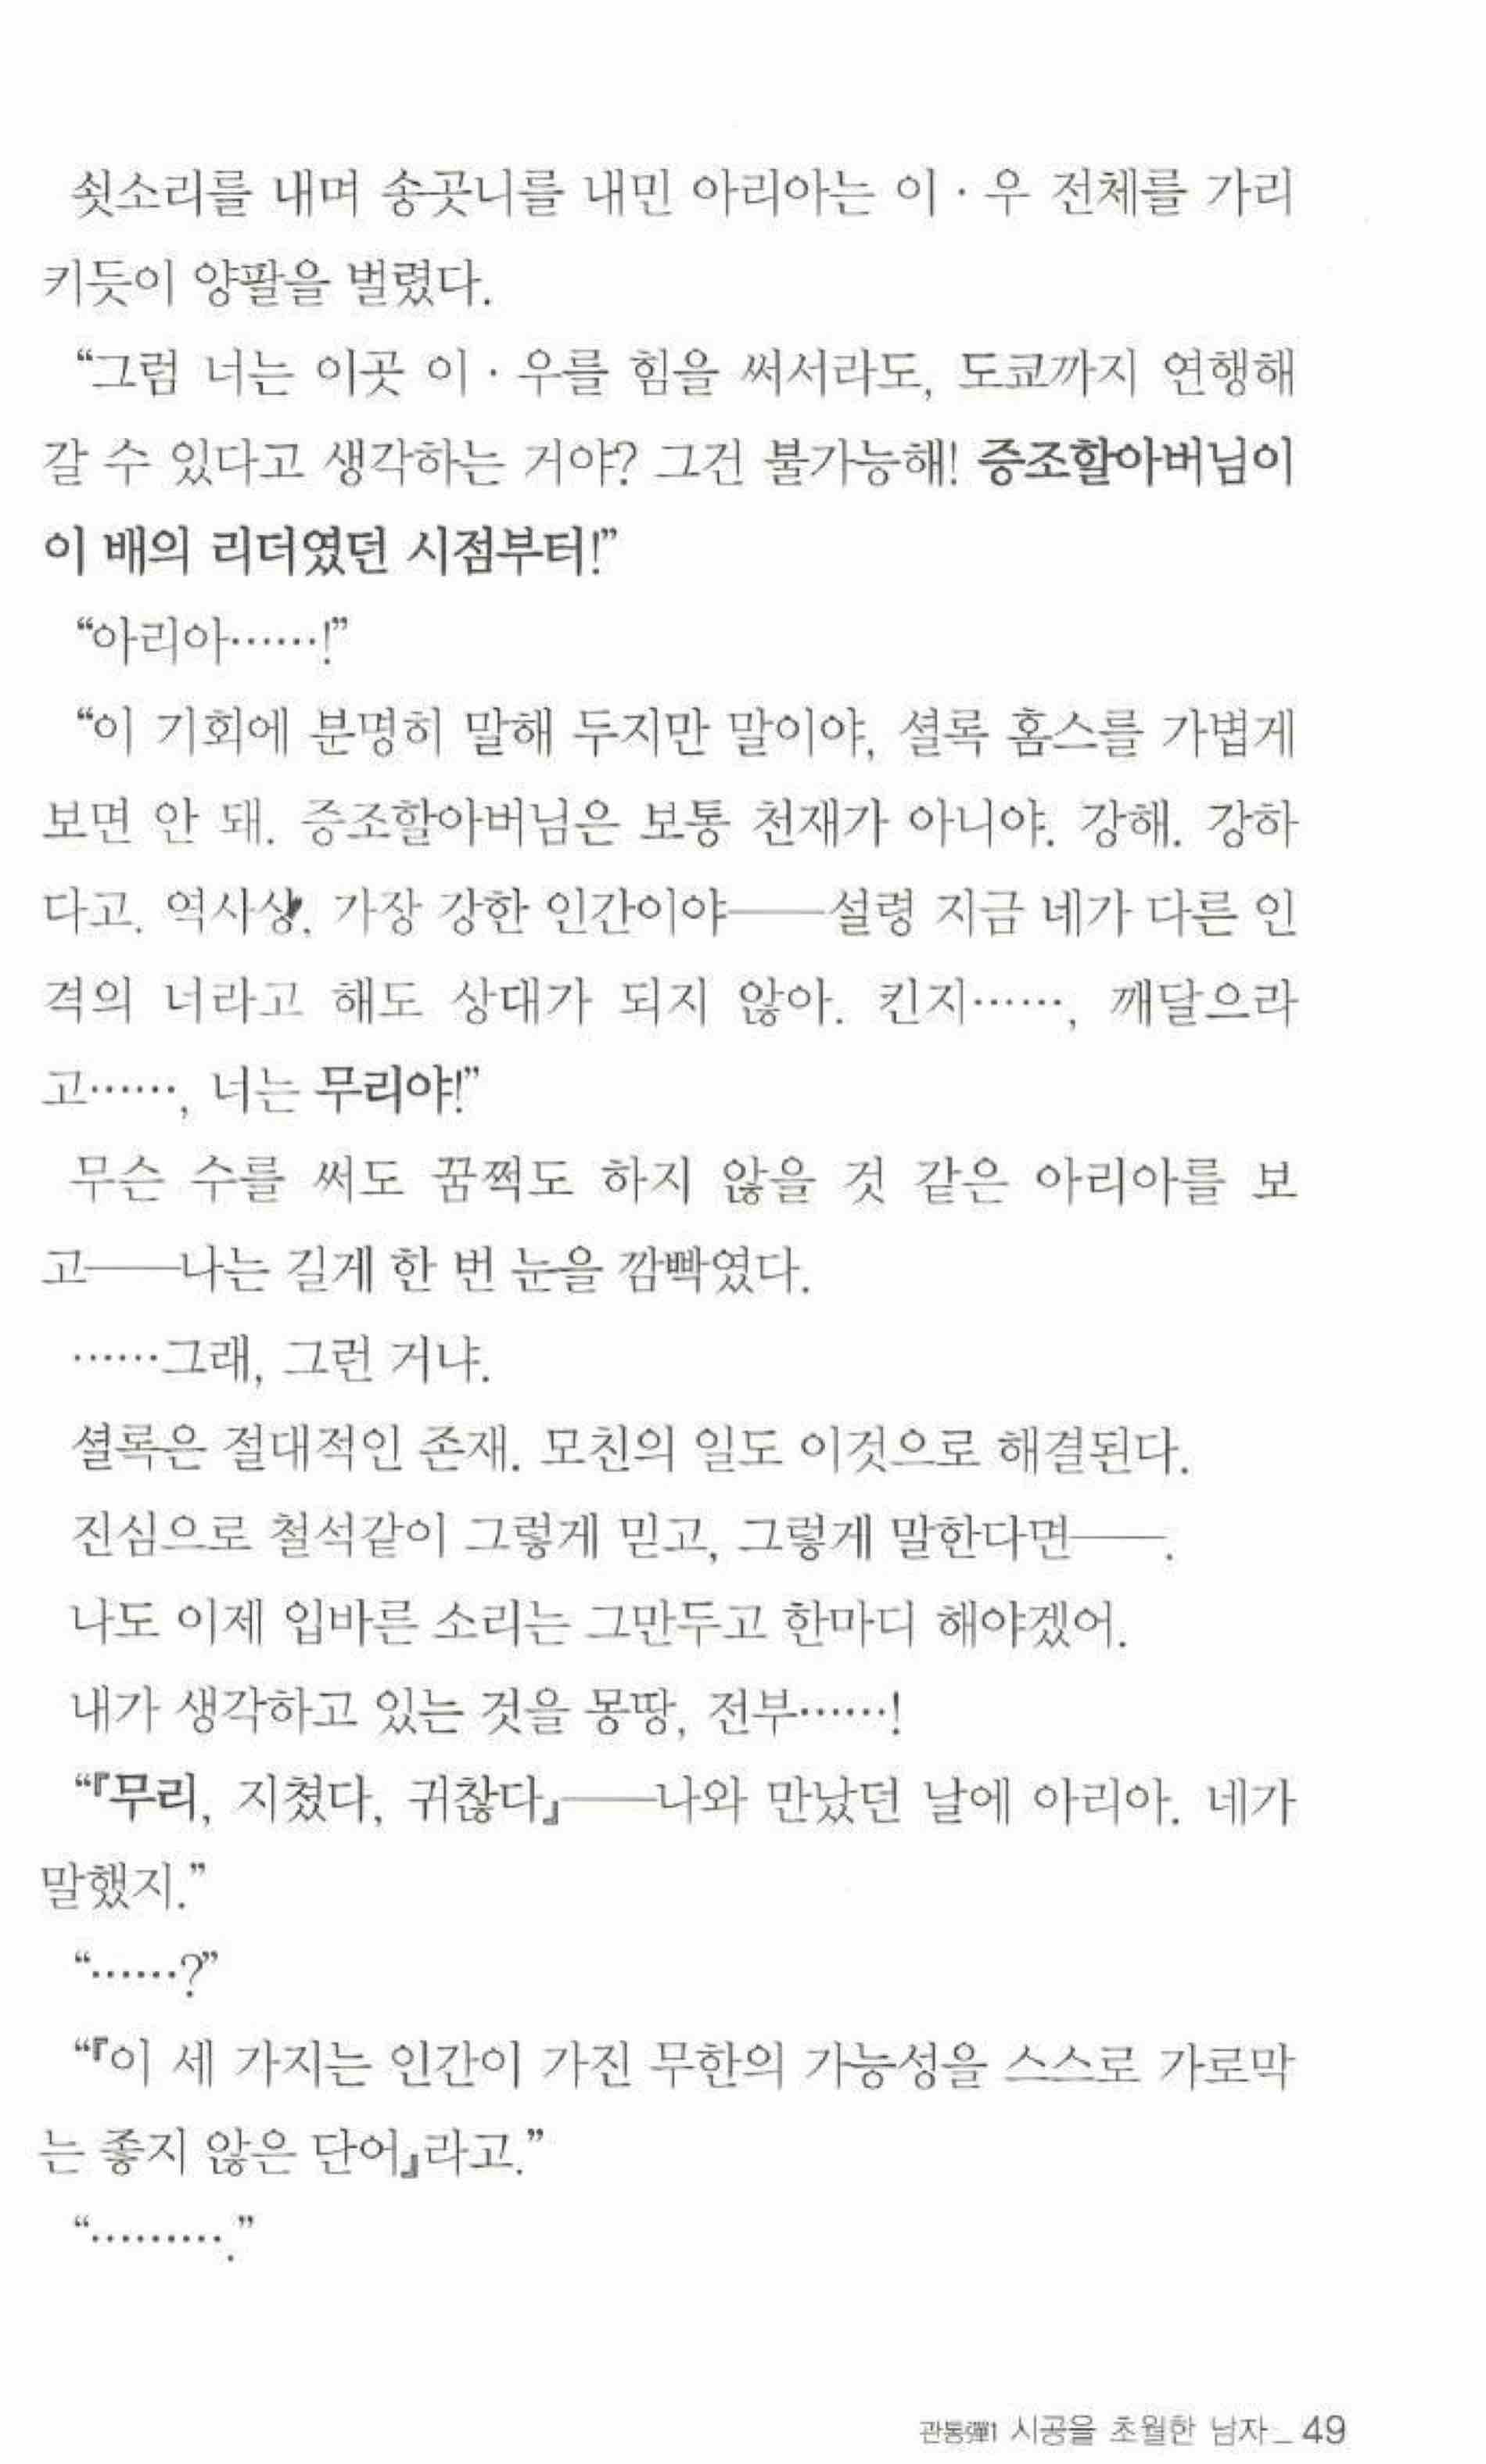 쇳소리를 내며 송곳니를 내민 아리아는 이 · 우 전체를 가리
키듯이 양팔을 벌렸다.
“그럼 너는 이곳 이 · 우를 힘을 써서라도, 도쿄까지 연행해
갈 수 있다고 생각하는 거야? 그건 불가능해! 증조할아버님이
이 배의 리더였던 시점부터!”
“아리아……!”
“이 기회에 분명히 말해 두지만 말이야, 셜록 홈스를 가볍게
보면 안 돼. 증조할아버님은 보통 천재가 아니야. 강해. 강하
다고. 역사상. 가장 강한 인간이야――설령 지금 네가 다른 인
격의 너라고 해도 상대가 되지 않아. 킨지……, 깨달으라
고……, 너는 무리야!”
무슨 수를 써도 꿈쩍도 하지 않을 것 같은 아리아를 보
고――나는 길게 한 번 눈을 깜빡였다.
……그래, 그런 거냐.
셜록은 절대적인 존재. 모친의 일도 이것으로 해결된다.
진심으로 철석같이 그렇게 믿고, 그렇게 말한다면――.
나도 이제 입바른 소리는 그만두고 한마디 해야겠어.
내가 생각하고 있는 것을 몽땅, 전부……!
“『무리, 지쳤다, 귀찮다』――나와 만났던 날에 아리아. 네가
말했지.”
“……?”
“『이 세 가지는 인간이 가진 무한의 가능성을 스스로 가로막
는 좋지 않은 단어』라고.”
“……….”
관통彈1 시공을 초월한 남자_ 49